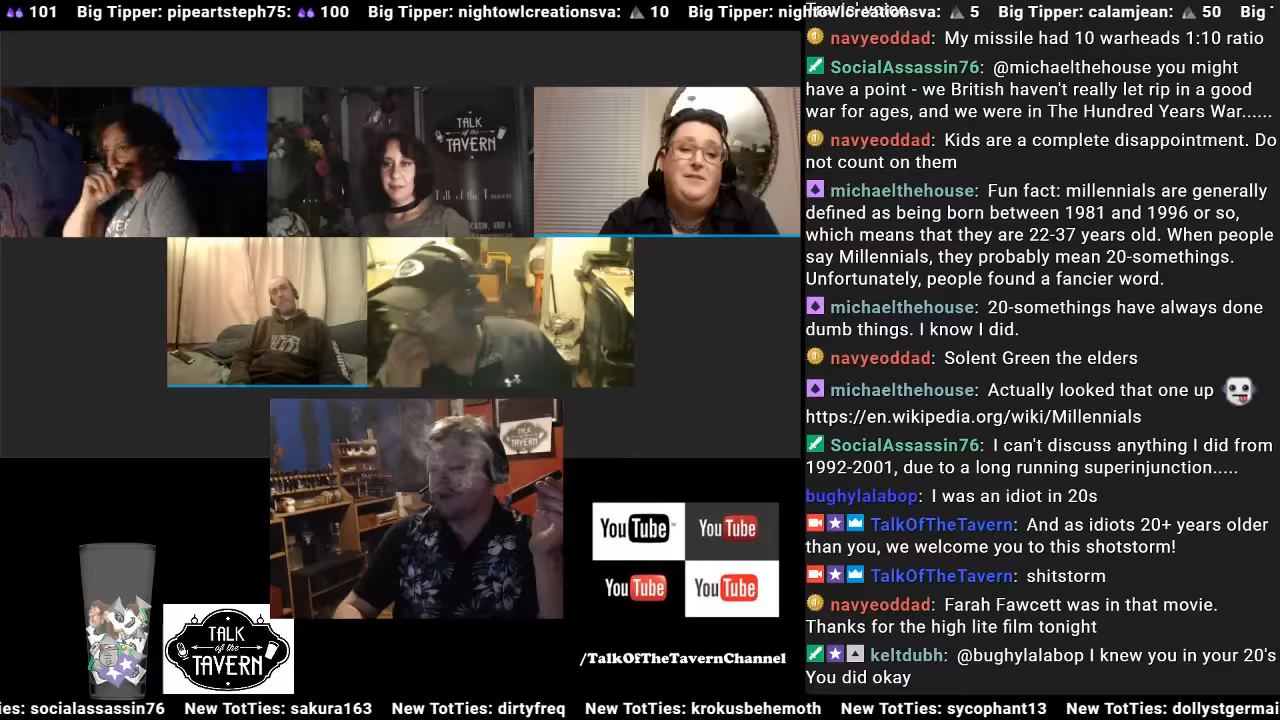 101 Big Tipper: pipeartsteph75: 100 Big Tipper: nightowlcreationsva: 10 Big Tipper: nightowlcreationsva: 5 Big Tipper: calamjean: 50 Big
navyeoddad: My missile had 10 warheads 1:10 ratio
SocialAssassin76: @michaelthehouse you might
have a point - we British haven't really let rip in a good
war for ages, and we were in The Hundred Years War......
navyeoddad: Kids are a complete disappointment. Do
not count on them
michaelthehouse: Fun fact: millennials are generally
defined as being born between 1981 and 1996 or so,
which means that they are 22-37 years old. When people
say Millennials, they probably mean 20-somethings.
Unfortunately, people found a fancier word.
michaelthehouse: 20-somethings have always done
dumb things. I know I did.
navyeoddad: Solent Green the elders
michaelthehouse: Actually looked that one up
https://en.wikipedia.org/wiki/Millennials
SocialAssassin76: I can't discuss anything I did from
1992-2001, due to a long running superinjunction.....
bughylalabop: I was an idiot in 20s
TalkOfTheTavern: And as idiots 20+ years older
than you, we welcome you to this shotstorm!
TalkOfTheTavern: shitstorm
navyeoddad: Farah Fawcett was in that movie.
Thanks for the high lite film tonight
keltdubh: @bughylalabop I knew you in your 20's
You did okay
TALK
of the
TAVERN
Talk of the Tavern
TALK
TAVERN
YouTube
YouTube
YouTube
YouTube
TALK
of the
TAVERN
/TalkOfTheTavernChannel
ies: socialassassin76 New TotTies: sakura163 New TotTies: dirtyfreq New TotTies: krokusbehemoth New TotTies: sycophant13 New TotTies: dollystgermai